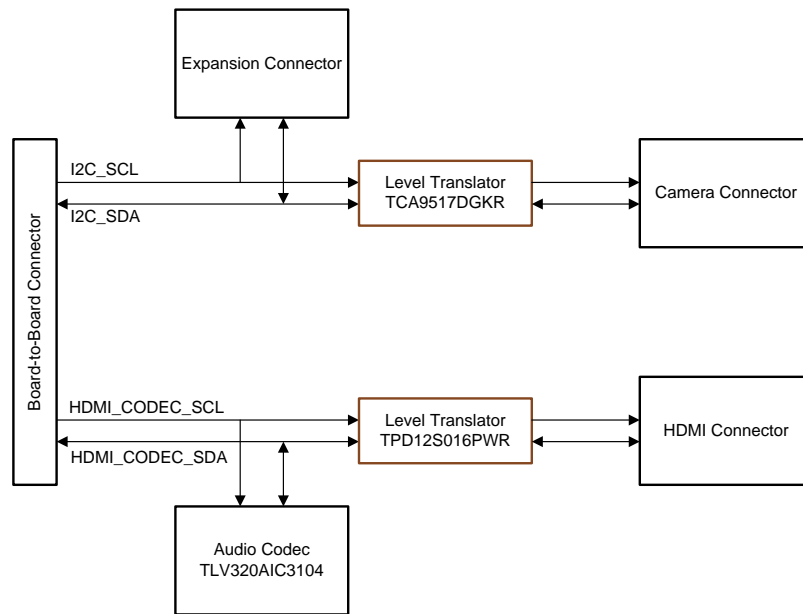 Expansion Connector
Board-to-Board Connector
I2C_SCL
I2C_SDA
Level Translator
TCA9517DGKR
Camera Connector
HDMI_CODEC_SCL
HDMI_CODEC_SDA
Level Translator
TPD12S016PWR
HDMI Connector
Audio Codec
TLV320AIC3104